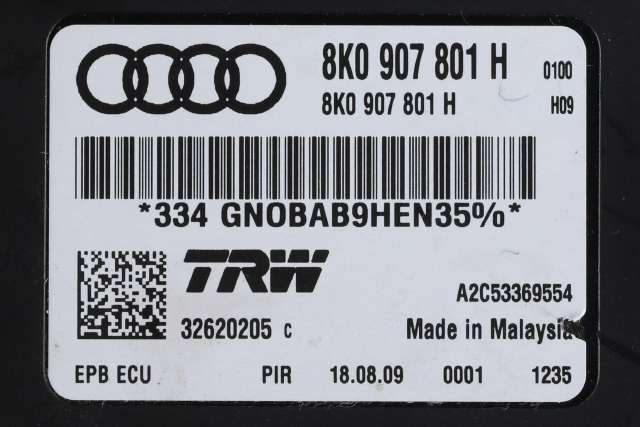 8K0 907 801 H 0100
8K0 907 801 H H09
*334 GNOBAB9HEN35%*
TRW
A2C53369554
32620205 c Made in Malaysia
EPB ECU PIR 18.08.09 0001 1235